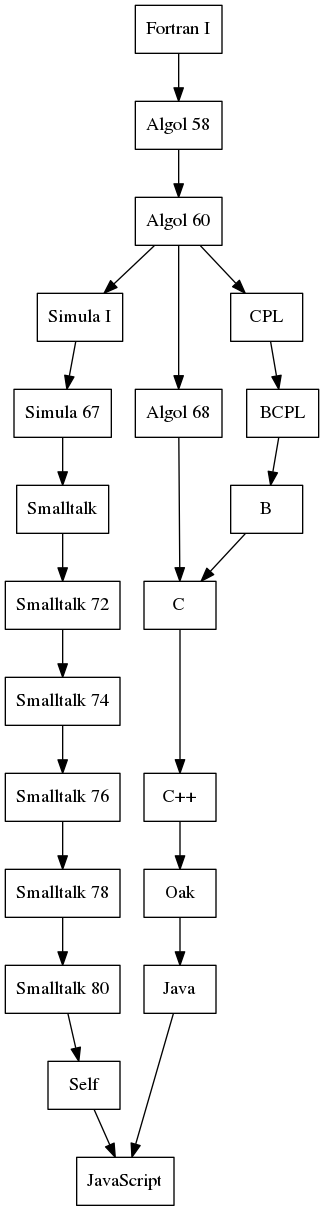 Fortran I
Algol 58
Algol 60
Simula I
CPL
Simula 67
Algol 68
BCPL
Smalltalk
B
Smalltalk 72
C
Smalltalk 74
Smalltalk 76
C++
Smalltalk 78
Oak
Smalltalk 80
Java
Self
JavaScript